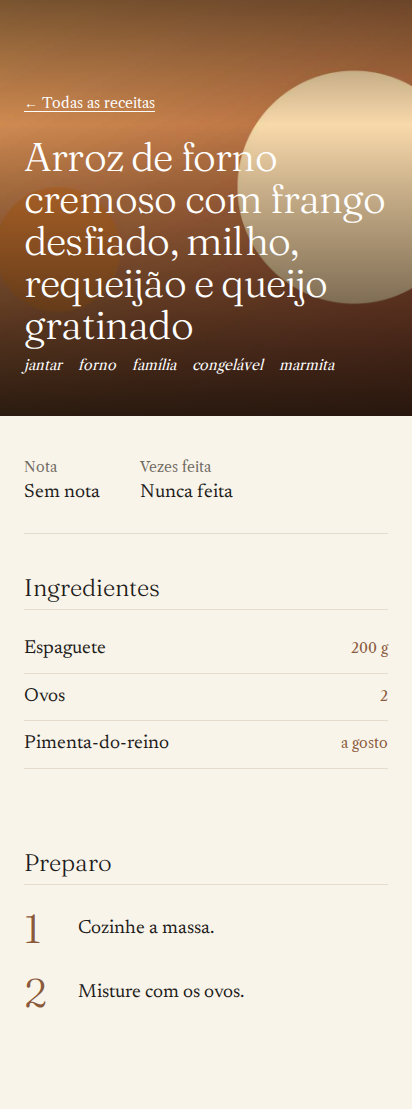 ← Todas as receitas
Arroz de forno
cremoso com frango
desfiado, milho,
requeijão e queijo
gratinado
jantar forno família congelável marmita
Nota Vezes feita
Sem nota Nunca feita
Ingredientes
Espaguete 200 g
Ovos 2
Pimenta-do-reino a gosto
Preparo
1 Cozinhe a massa.
2 Misture com os ovos.